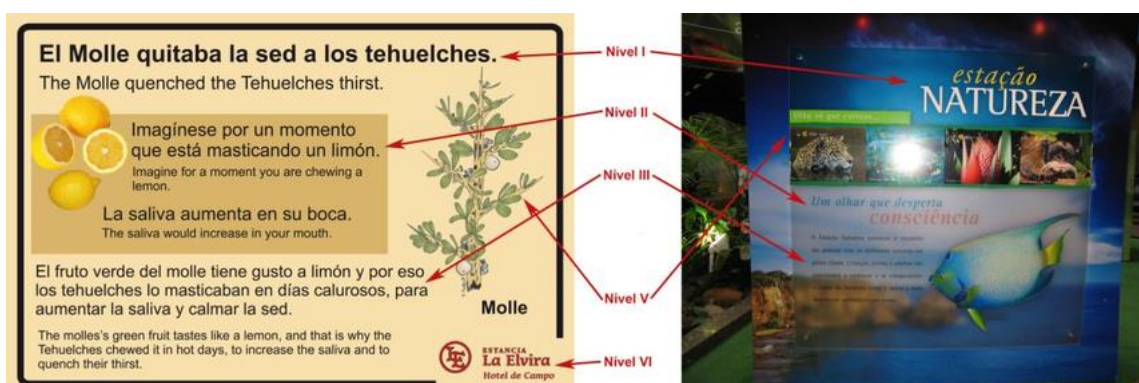 El Molle quitaba la sed a los tehuelches.
The Molle quenched the Tehuelches thirst.
Imagínese por un momento
que está masticando un limón.
Imagine for a moment you are chewing a
lemon.
La saliva aumenta en su boca.
The saliva would increase in your mouth.
El fruto verde del molle tiene gusto a limón y por eso
los tehuelches lo masticaban en días calurosos, para
aumentar la saliva y calmar la sed.
The molles's green fruit tastes like a lemon, and that is why the
Tehuelches chewed it in hot days, to increase the saliva and to
quench their thirst.
Molle
LE
ESTANCIA
La Elvira
Hotel de Campo
Nível I
Nível II
Nível III
Nível V
Nível VI
estação
NATUREZA
Um olhar que desperta
consciência